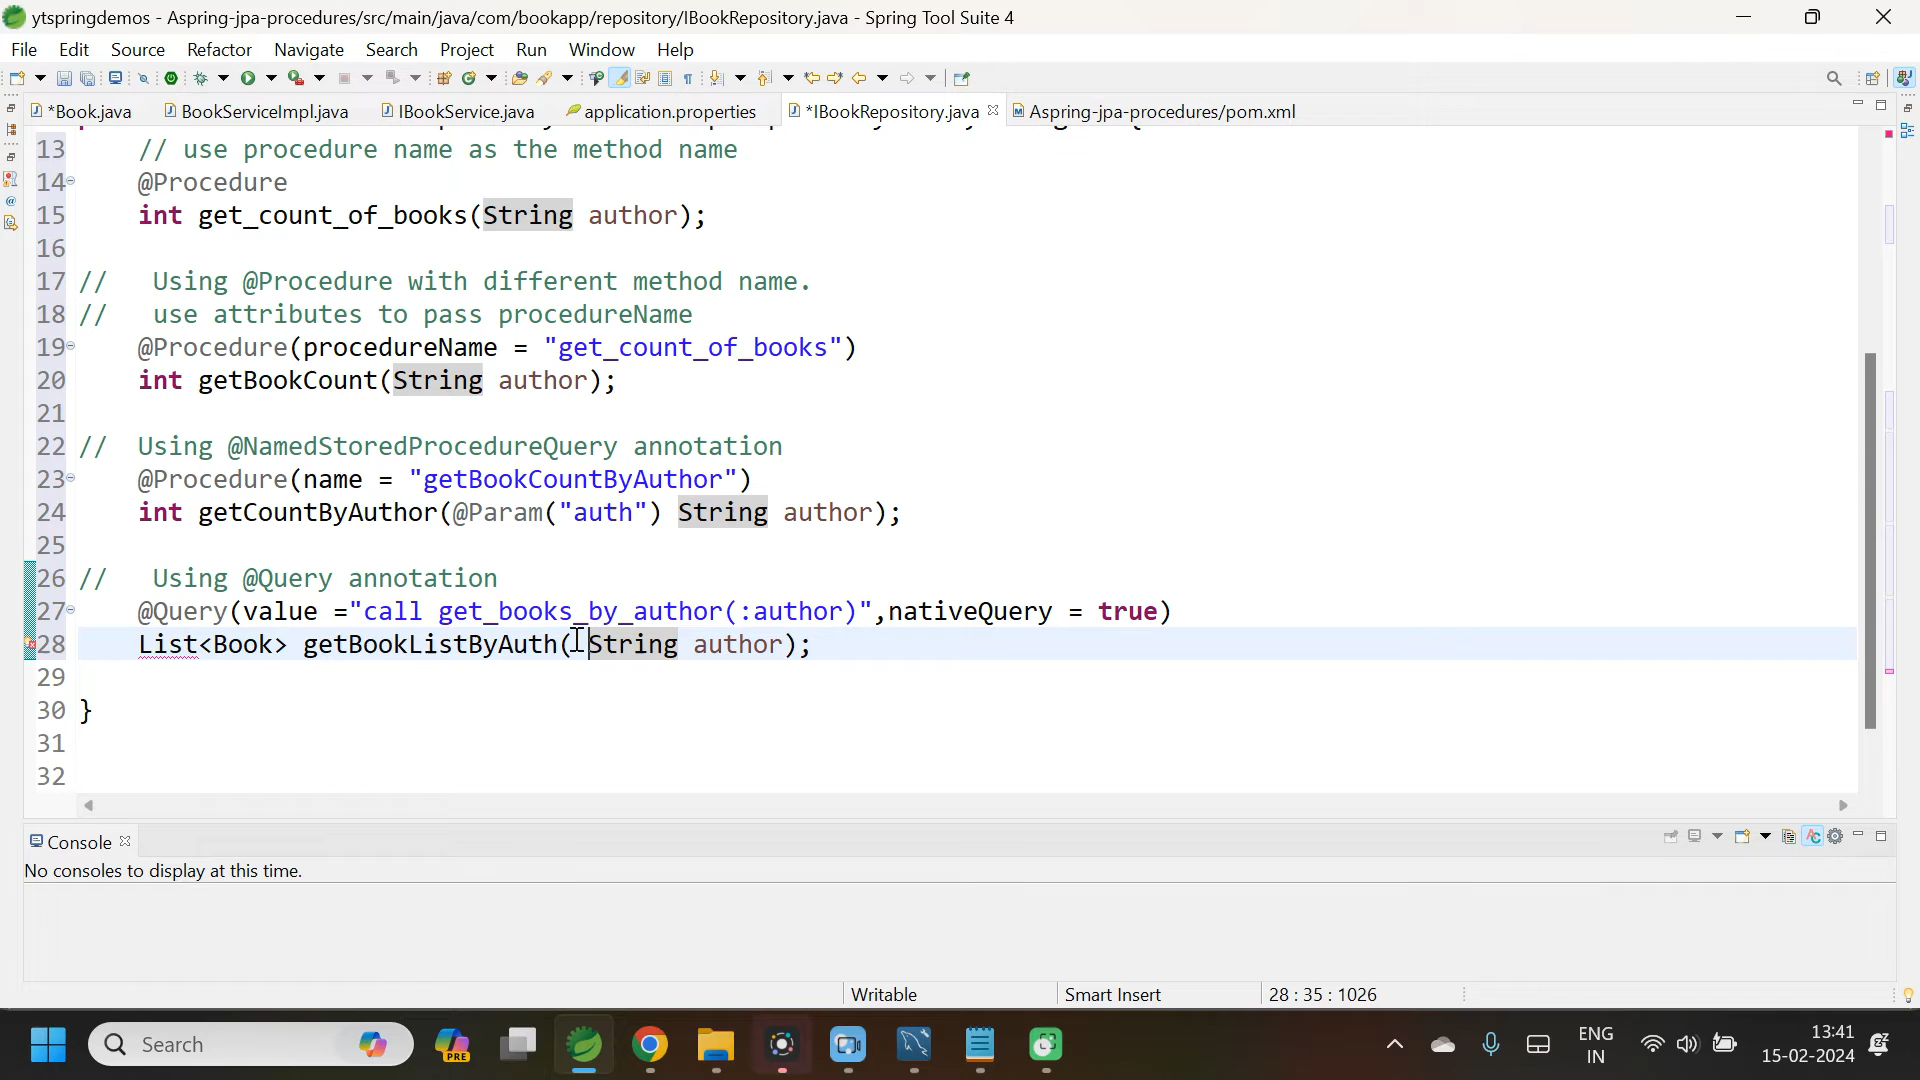 ytspringdemos - Aspring-jpa-procedures/src/main/java/com/bookapp/repository/IBookRepository.java - Spring Tool Suite 4
File Edit Source Refactor Navigate Search Project Run Window Help
*Book.java BookServiceImpl.java IBookService.java application.properties *IBookRepository.java Aspring-jpa-procedures/pom.xml
13 // use procedure name as the method name
14 @Procedure
15 int get_count_of_books(String author);
16
17 // Using @Procedure with different method name.
18 // use attributes to pass procedureName
19 @Procedure(procedureName = "get_count_of_books")
20 int getBookCount(String author);
21
22 // Using @NamedStoredProcedureQuery annotation
23 @Procedure(name = "getBookCountByAuthor")
24 int getCountByAuthor(@Param("auth") String author);
25
26 // Using @Query annotation
27 @Query(value ="call get_books_by_author(:author)",nativeQuery = true)
28 List<Book> getBookListByAuth( String author);
29
30 }
31
32
Console
No consoles to display at this time.
Writable Smart Insert 28 : 35 : 1026
Search PRE ENG 13:41
IN 15-02-2024